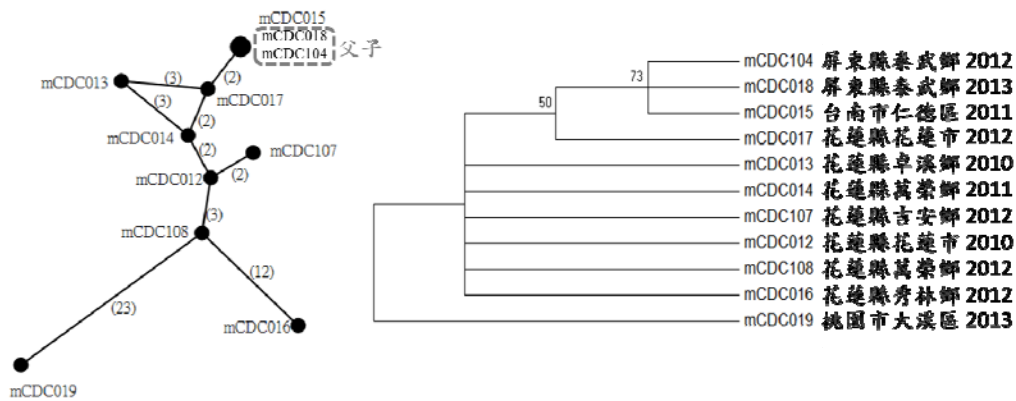 mCDC015
mCDC018
mCDC104
父子
(2)
mCDC013
(3)
(3)
mCDC017
(2)
mCDC014
(2)
mCDC107
mCDC012
(2)
(3)
mCDC108
(12)
(23)
mCDC016
mCDC019
73
50
mCDC104 屏東縣泰武鄉 2012
mCDC018 屏東縣泰武鄉 2013
mCDC015 台南市仁德區 2011
mCDC017 花蓮縣花蓮市 2012
mCDC013 花蓮縣卓溪鄉 2010
mCDC014 花蓮縣萬榮鄉 2011
mCDC107 花蓮縣吉安鄉 2012
mCDC012 花蓮縣花蓮市 2010
mCDC108 花蓮縣萬榮鄉 2012
mCDC016 花蓮縣秀林鄉 2012
mCDC019 桃園市大溪區 2013